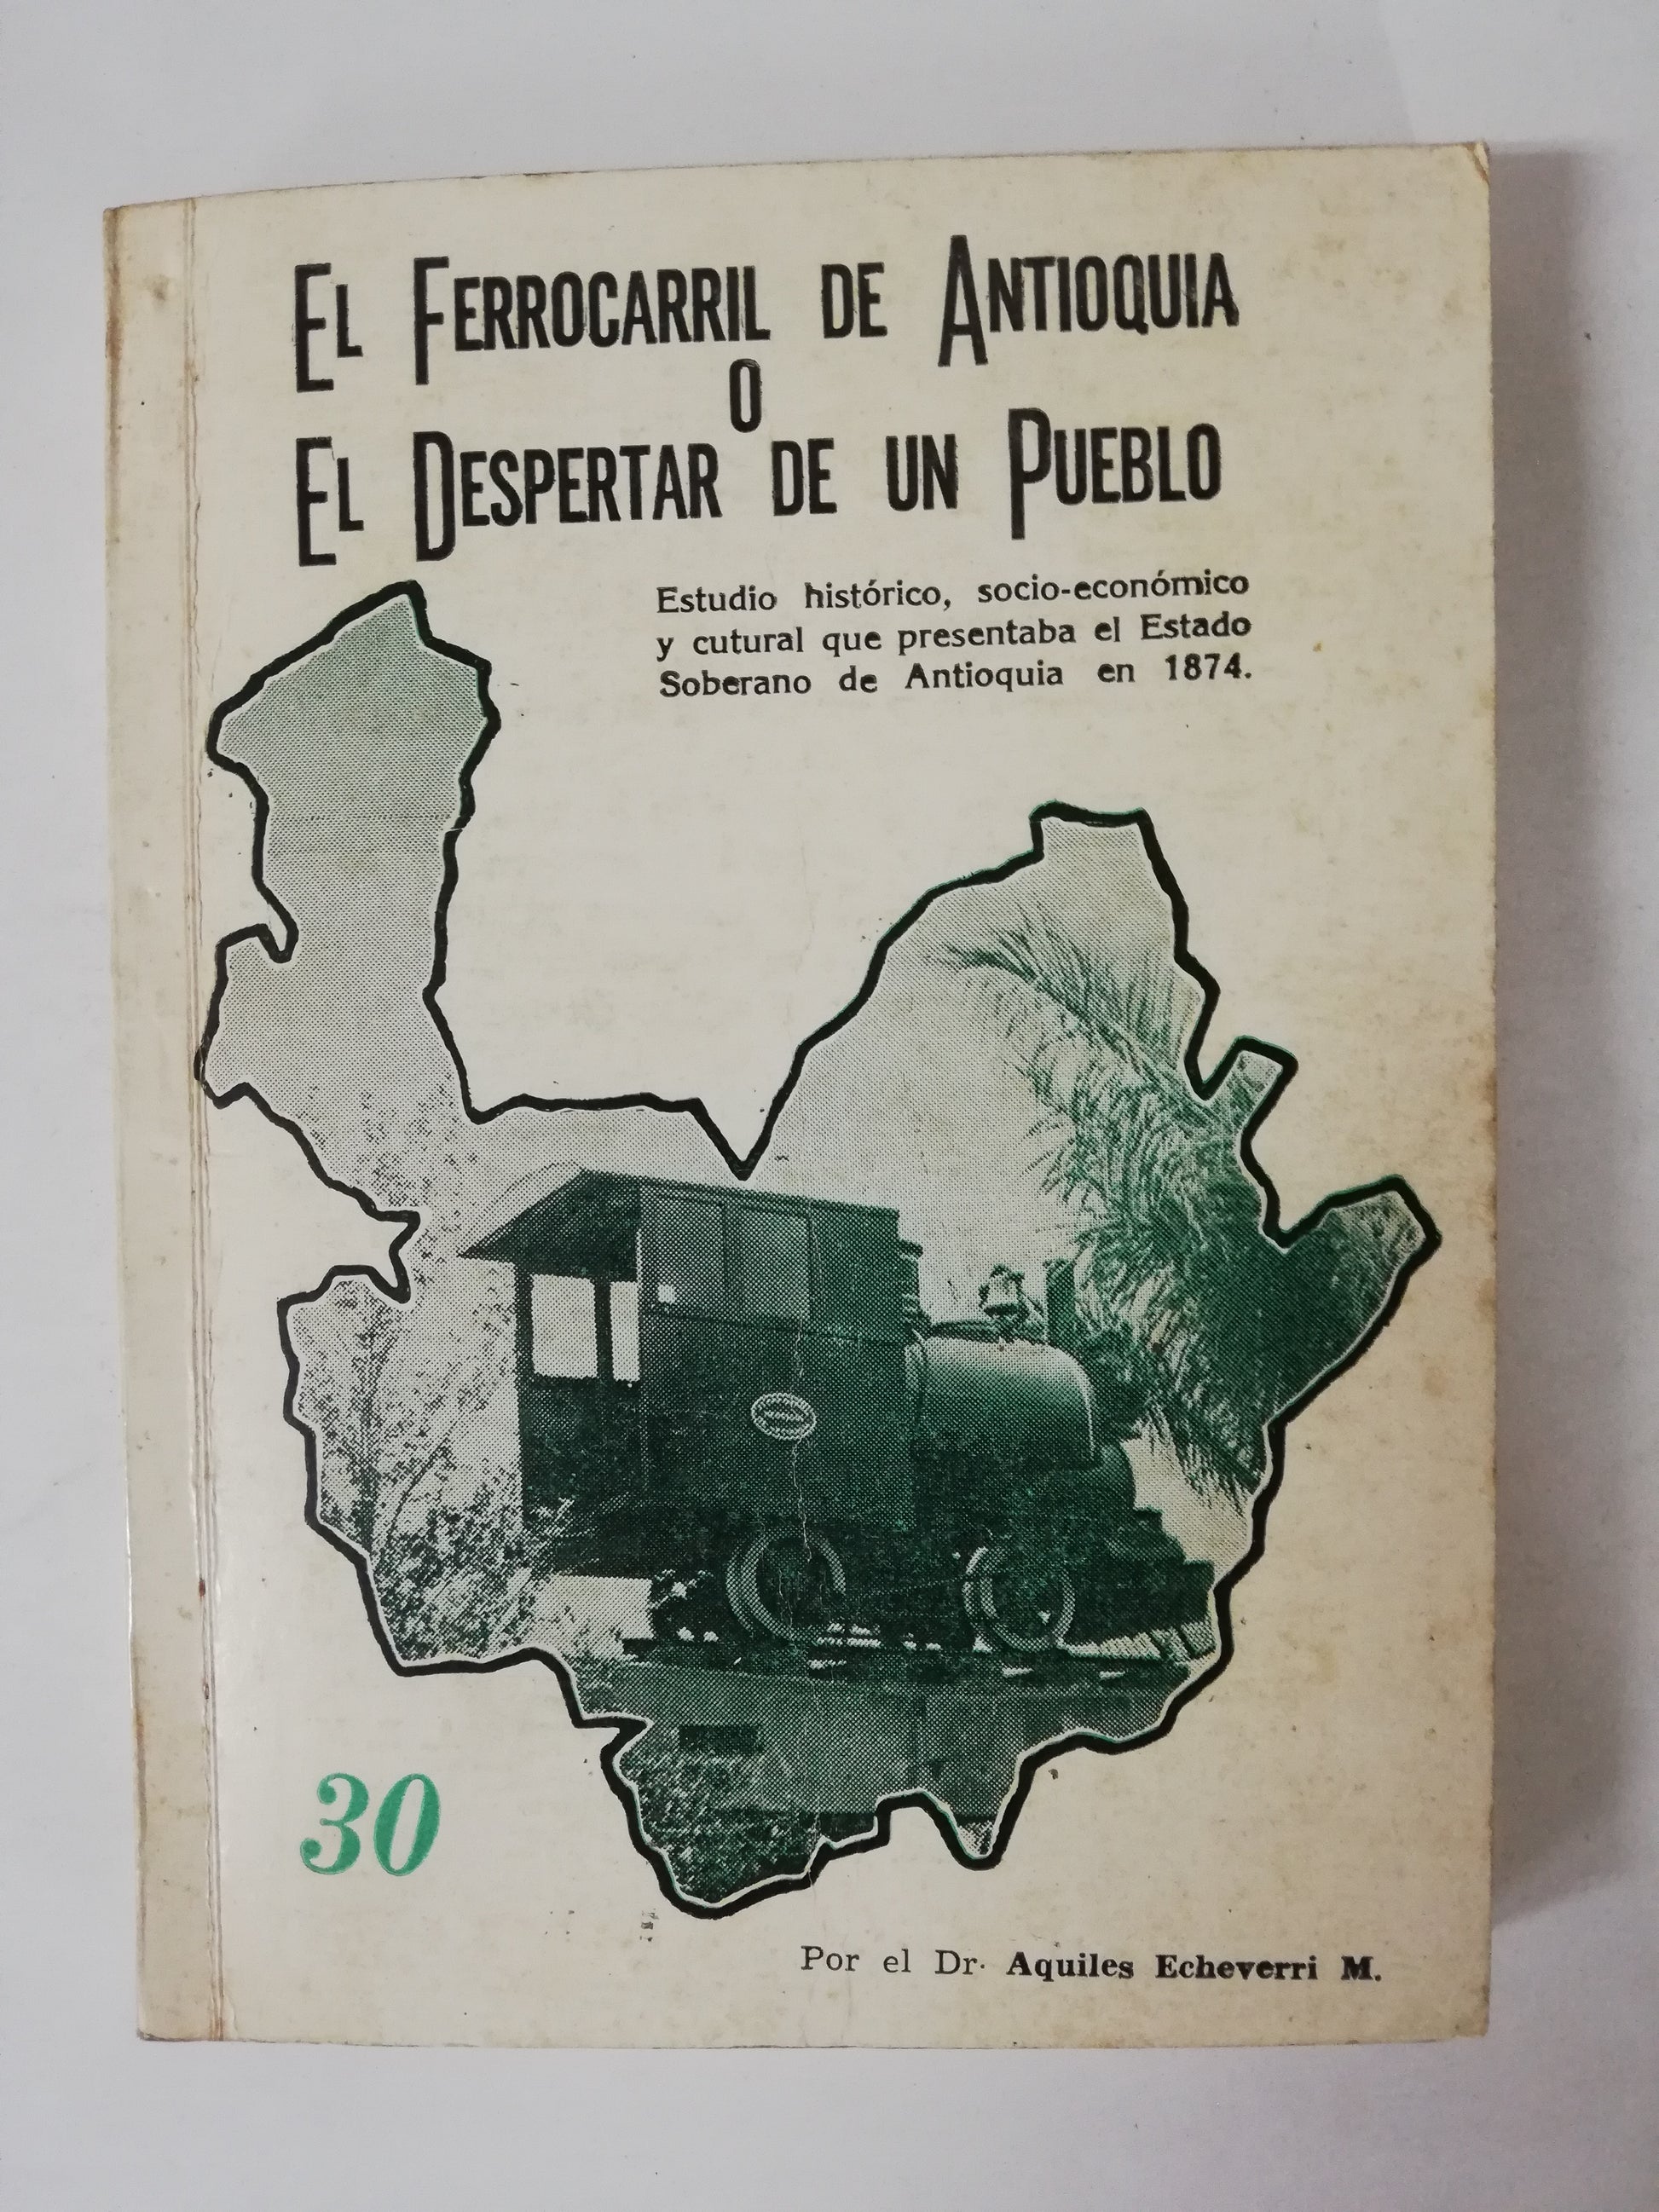 EL FERROCARRIL DE ANTIOQUIA
O
EL DESPERTAR DE UN PUEBLO
Estudio histórico, socio-económico
y cutural que presentaba el Estado
Soberano de Antioquia en 1874.
30
Por el Dr. Aquiles Echeverri M.